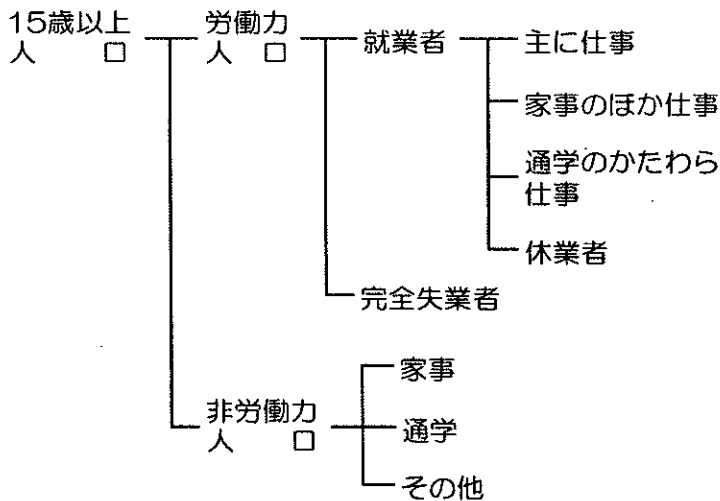 15歳以上
人口
労働力
人口
就業者
主に仕事
家事のほか仕事
通学のかたわら
仕事
休業者
完全失業者
非労働力
人口
家事
通学
その他